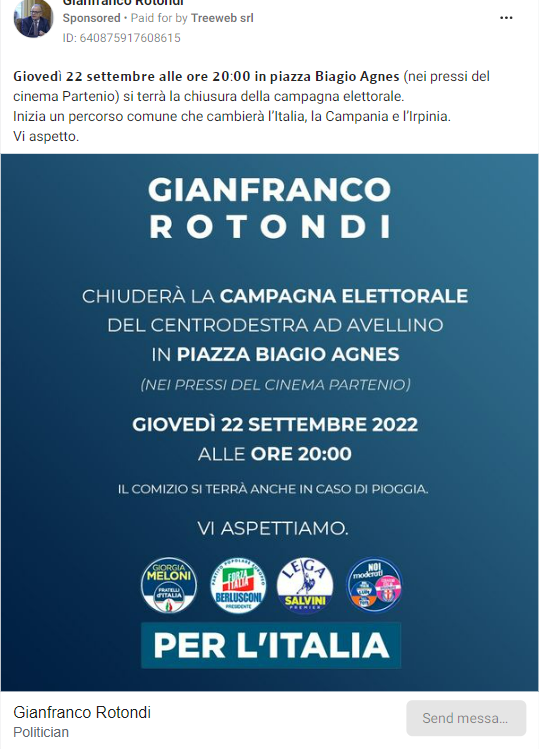 Gianfranco Rotondi
Sponsored • Paid for by Treeweb srl
ID: 640875917608615
Giovedì 22 settembre alle ore 20:00 in piazza Biagio Agnes (nei pressi del
cinema Partenio) si terrà la chiusura della campagna elettorale.
Inizia un percorso comune che cambierà l'Italia, la Campania e l'Irpinia.
Vi aspetto.
GIANFRANCO
ROTONDI
CHIUDERÀ LA CAMPAGNA ELETTORALE
DEL CENTRODESTRA AD AVELLINO
IN PIAZZA BIAGIO AGNES
(NEI PRESSI DEL CINEMA PARTENIO)
GIOVEDÌ 22 SETTEMBRE 2022
ALLE ORE 20:00
IL COMIZIO SI TERRÀ ANCHE IN CASO DI PIOGGIA.
VI ASPETTIAMO.
GIORGIA
MELONI
FRATELLI
d'ITALIA
FORZA
ITALIA
BERLUSCONI
PRESIDENTE
LEGA
SALVINI
PREMIER
NOI
moderati
PER L'ITALIA
Gianfranco Rotondi
Politician
Send messa...